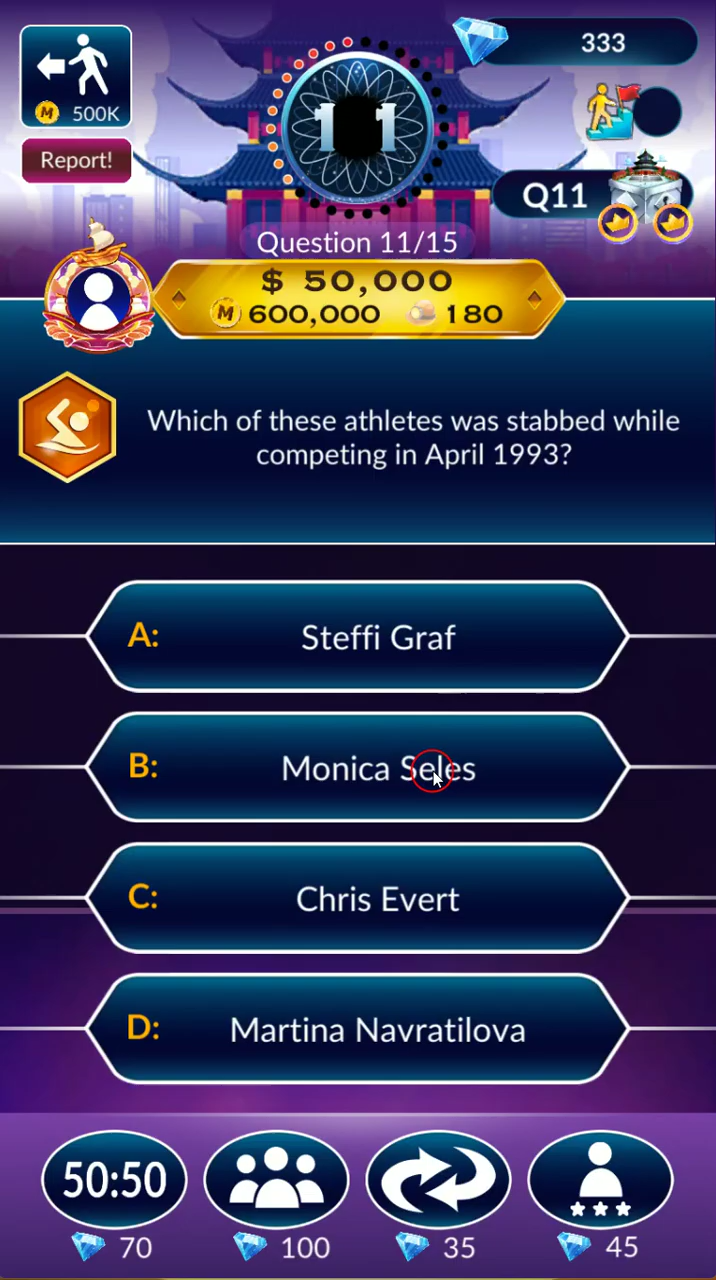 333
M 500K
11
Report!
Q11
Question 11/15
$ 50,000
M 600,000 180
Which of these athletes was stabbed while
competing in April 1993?
A: Steffi Graf
B: Monica Seles
C: Chris Evert
D: Martina Navratilova
50:50
70 100 35 45